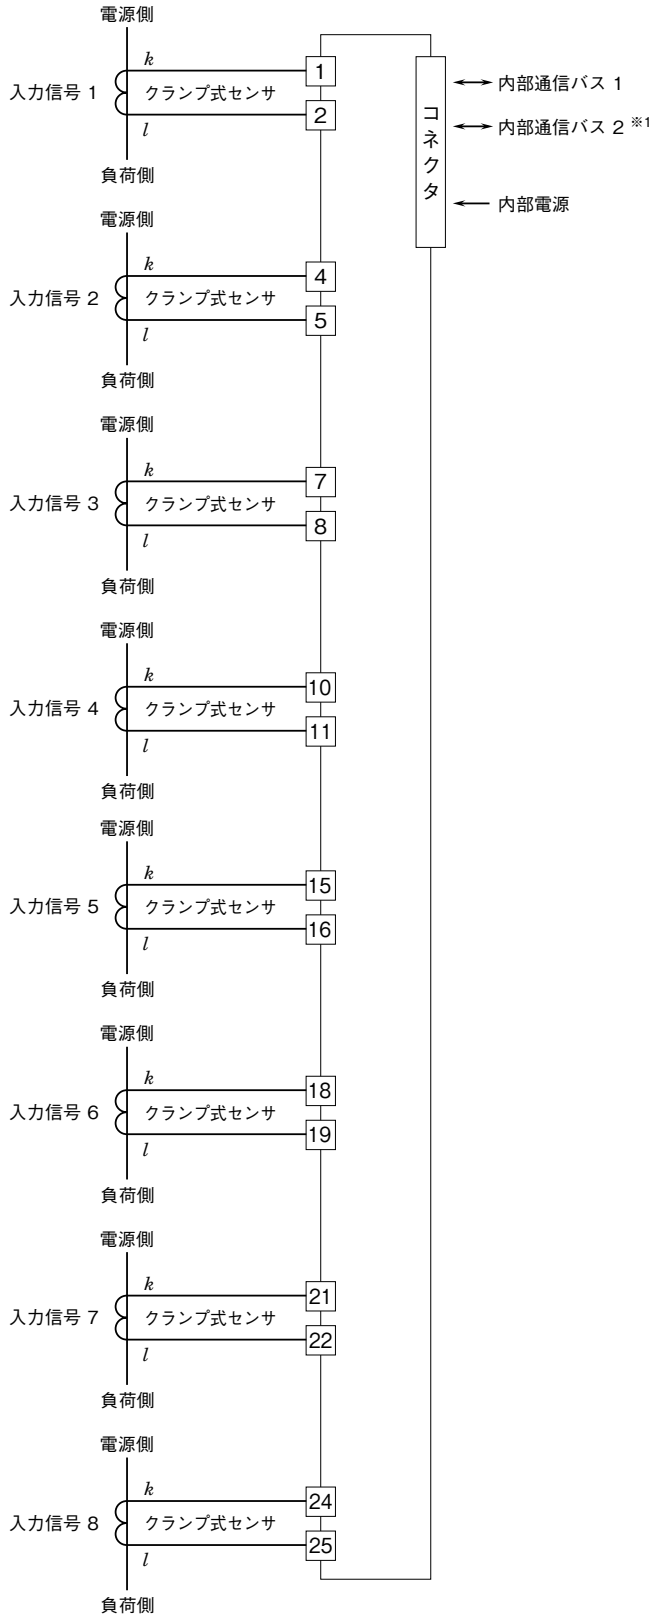 電源側
k
1
入力信号 1
クランプ式センサ
2
l
負荷側
コネクタ
内部通信バス 1
内部通信バス 2 ※1
内部電源
電源側
k
4
入力信号 2
クランプ式センサ
5
l
負荷側
電源側
k
7
入力信号 3
クランプ式センサ
8
l
負荷側
電源側
k
10
入力信号 4
クランプ式センサ
11
l
負荷側
電源側
k
15
入力信号 5
クランプ式センサ
16
l
負荷側
電源側
k
18
入力信号 6
クランプ式センサ
19
l
負荷側
電源側
k
21
入力信号 7
クランプ式センサ
22
l
負荷側
電源側
k
24
入力信号 8
クランプ式センサ
25
l
負荷側